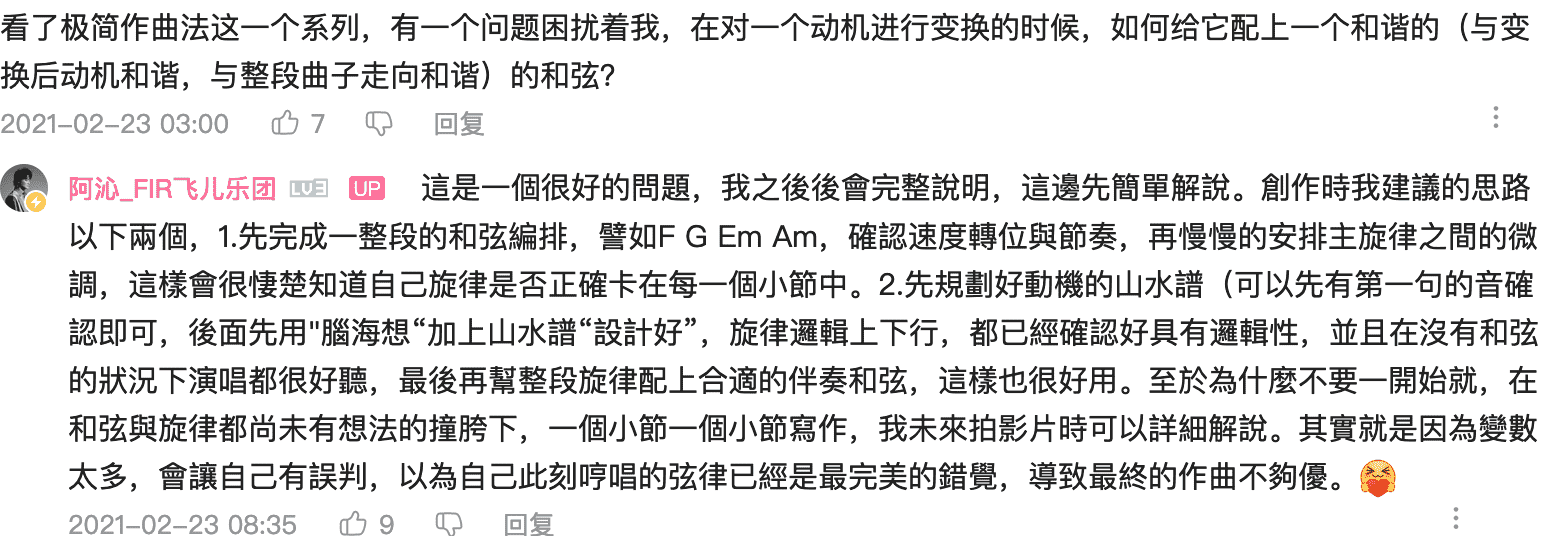 看了极简作曲法这一个系列，有一个问题困扰着我，在对一个动机进行变换的时候，如何给它配上一个和谐的（与变
换后动机和谐，与整段曲子走向和谐）的和弦？
2021-02-23 03:00 7 回复
阿沁_FIR飞儿乐团 LV3 UP 這是一個很好的問題，我之後後會完整說明，這邊先簡單解說。創作時我建議的思路
以下兩個，1.先完成一整段的和弦編排，譬如F G Em Am，確認速度轉位與節奏，再慢慢的安排主旋律之間的微
調，這樣會很悽楚知道自己旋律是否正確卡在每一個小節中。2.先規劃好動機的山水譜（可以先有第一句的音確
認即可，後面先用"腦海想“加上山水譜“設計好”，旋律邏輯上下行，都已經確認好具有邏輯性，並且在沒有和弦
的狀況下演唱都很好聽，最後再幫整段旋律配上合適的伴奏和弦，這樣也很好用。至於為什麼不要一開始就，在
和弦與旋律都尚未有想法的撞胯下，一個小節一個小節寫作，我未來拍影片時可以詳細解說。其實就是因為變數
太多，會讓自己有誤判，以為自己此刻哼唱的弦律已經是最完美的錯覺，導致最終的作曲不夠優。
2021-02-23 08:35 9 回复